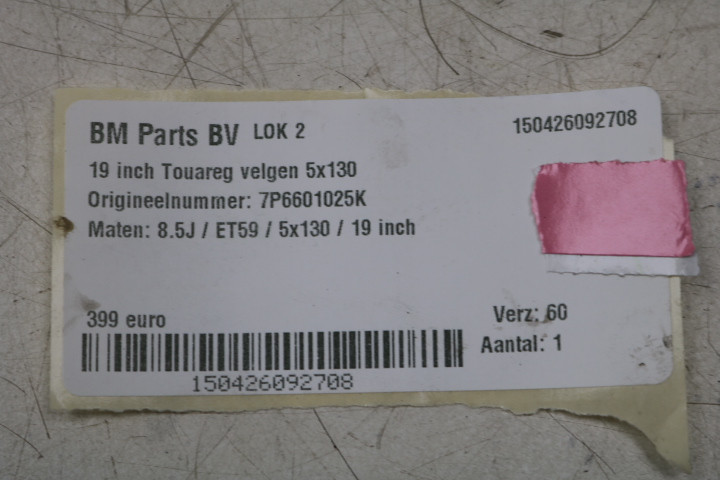 BM Parts BV LOK 2 150426092708
19 inch Touareg velgen 5x130
Origineelnummer: 7P6601025K
Maten: 8.5J / ET59 / 5x130 / 19 inch
399 euro Verz: 60
Aantal: 1
150426092708